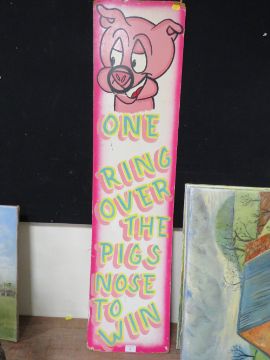 ONE
RING
OVER
THE
PIGS
NOSE
TO
WIN